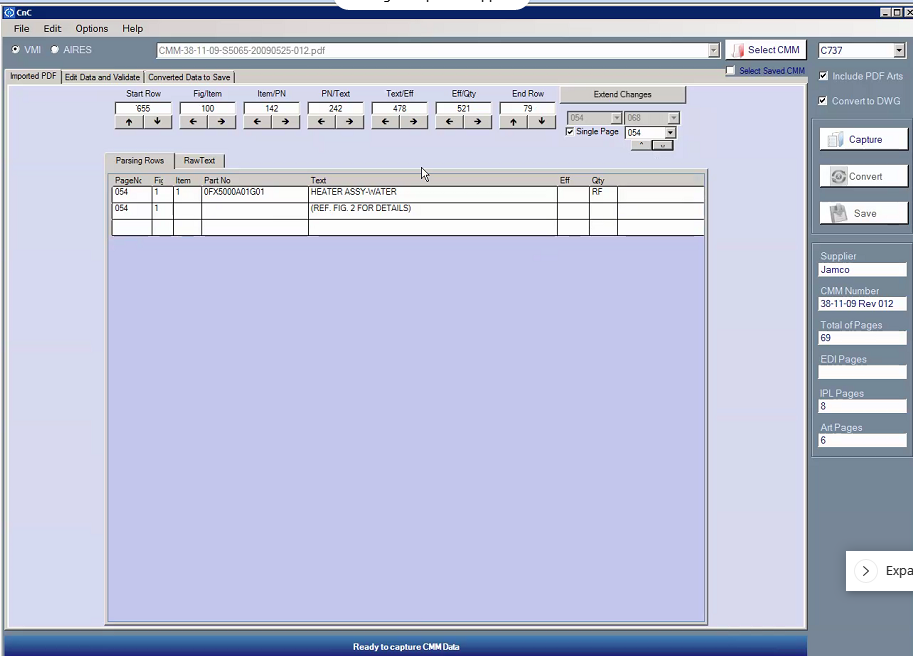 CnC
File Edit Options Help
VMI AIRES CMM-38-11-09-S5065-20090525-012.pdf Select CMM C737
Select Saved CMM
Imported PDF Edit Data and Validate Converted Data to Save
Include PDF Arts
Start Row Fig/Item Item/PN PN/Text Text/Eff Eff/Qty End Row Extend Changes
655 100 142 242 478 521 79
Convert to DWG
054 068
Single Page 054
Capture
Parsing Rows RawText
Convert
Item Part No Text Eff Qty
054 1 1 0FX5000A01G01 HEATER ASSY-WATER RF
054 1 (REF. FIG. 2 FOR DETAILS)
Save
Supplier
Jamco
CMM Number
38-11-09 Rev 012
Total of Pages
69
EDI Pages
IPL Pages
8
Art Pages
6
Ready to capture CMM Data